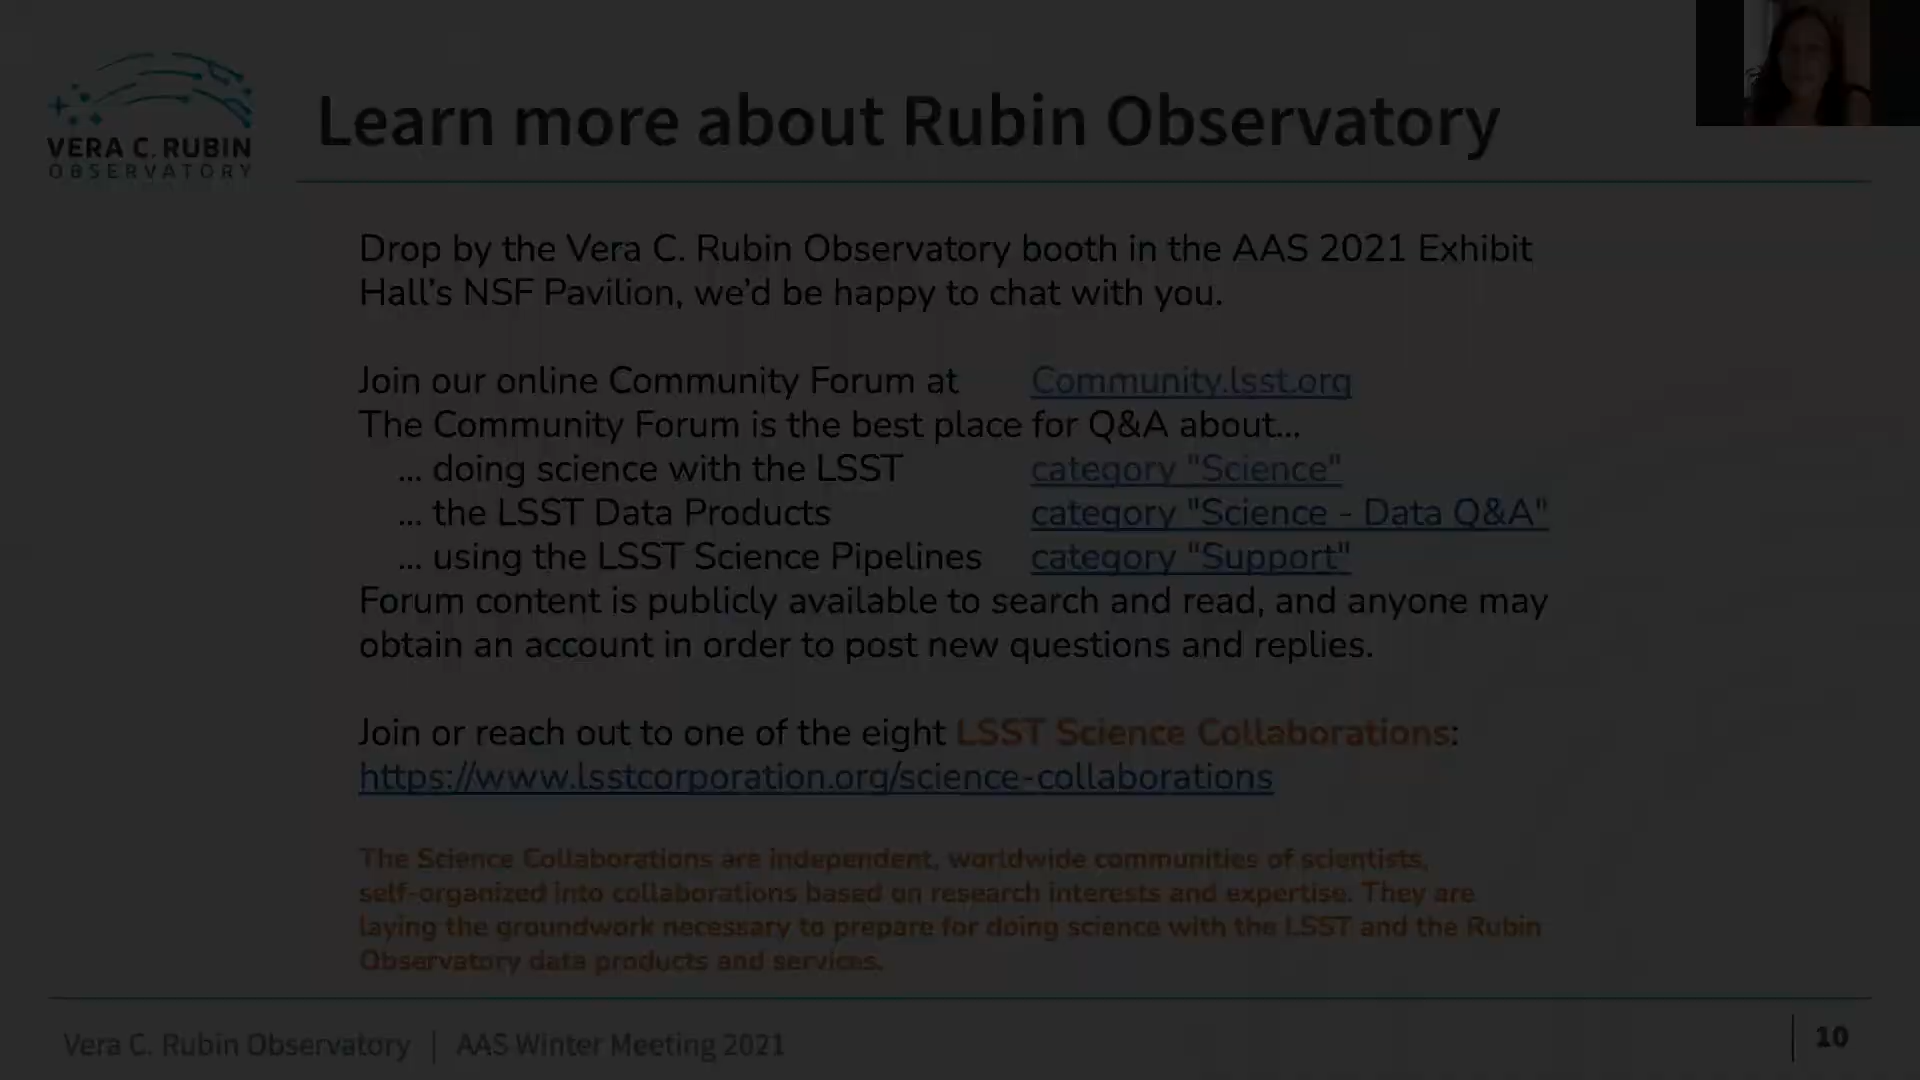 VERA C. RUBIN
OBSERVATORY
Learn more about Rubin Observatory
Drop by the Vera C. Rubin Observatory booth in the AAS 2021 Exhibit
Hall's NSF Pavilion, we'd be happy to chat with you.
Join our online Community Forum at Community.lsst.org
The Community Forum is the best place for Q&A about...
... doing science with the LSST category "Science"
... the LSST Data Products category "Science - Data Q&A"
... using the LSST Science Pipelines category "Support"
Forum content is publicly available to search and read, and anyone may
obtain an account in order to post new questions and replies.
Join or reach out to one of the eight LSST Science Collaborations:
https://www.lsstcorporation.org/science-collaborations
The Science Collaborations are independent, worldwide communities of scientists,
self-organized into collaborations based on research interests and expertise. They are
laying the groundwork necessary to prepare for doing science with the LSST and the Rubin
Observatory data products and services.
Vera C. Rubin Observatory | AAS Winter Meeting 2021
10